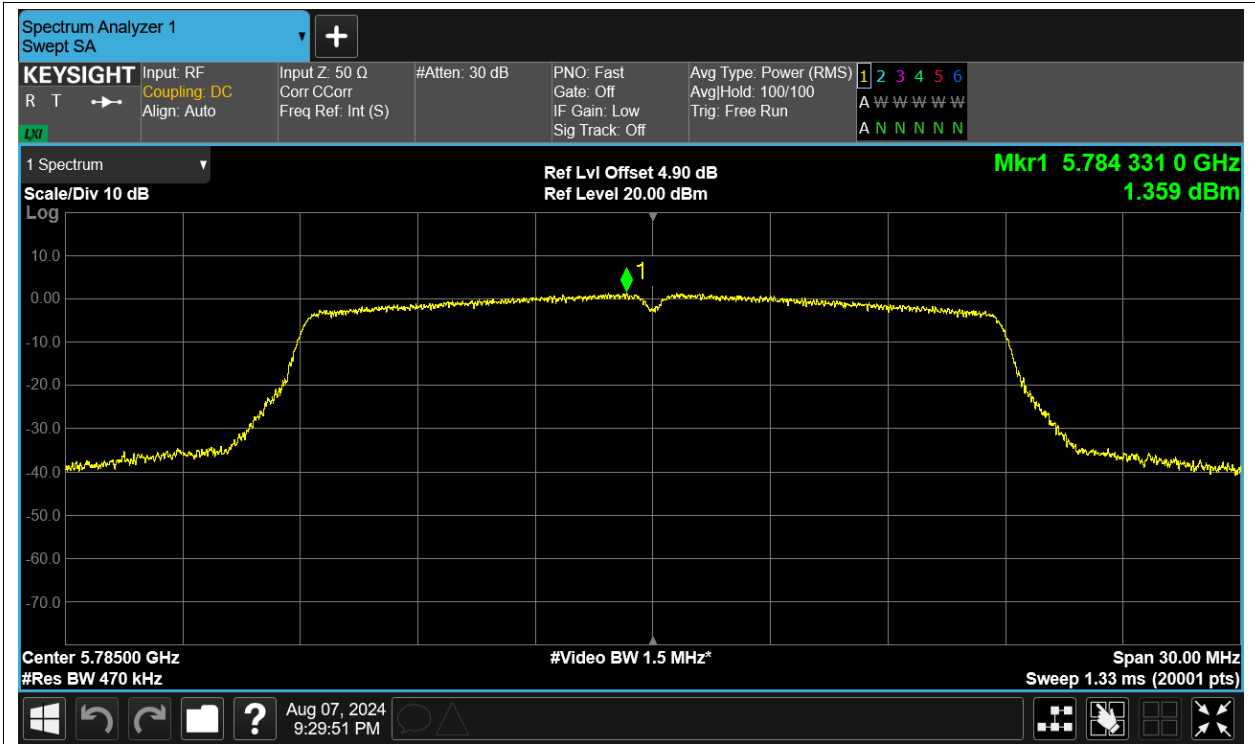 Spectrum Analyzer 1
Swept SA
KEYSIGHT
R T
LXI
Input: RF
Coupling: DC
Align: Auto
Input Z: 50 Ω
Corr CCorr
Freq Ref: Int (S)
#Atten: 30 dB
PNO: Fast
Gate: Off
IF Gain: Low
Sig Track: Off
Avg Type: Power (RMS)
Avg|Hold: 100/100
Trig: Free Run
1 2 3 4 5 6
A W W W W W
A N N N N N
1 Spectrum
Scale/Div 10 dB
Log
Ref Lvl Offset 4.90 dB
Ref Level 20.00 dBm
Mkr1 5.784 331 0 GHz
1.359 dBm
1
10.0
0.00
-10.0
-20.0
-30.0
-40.0
-50.0
-60.0
-70.0
Center 5.78500 GHz
#Res BW 470 kHz
#Video BW 1.5 MHz*
Span 30.00 MHz
Sweep 1.33 ms (20001 pts)
?
Aug 07, 2024
9:29:51 PM